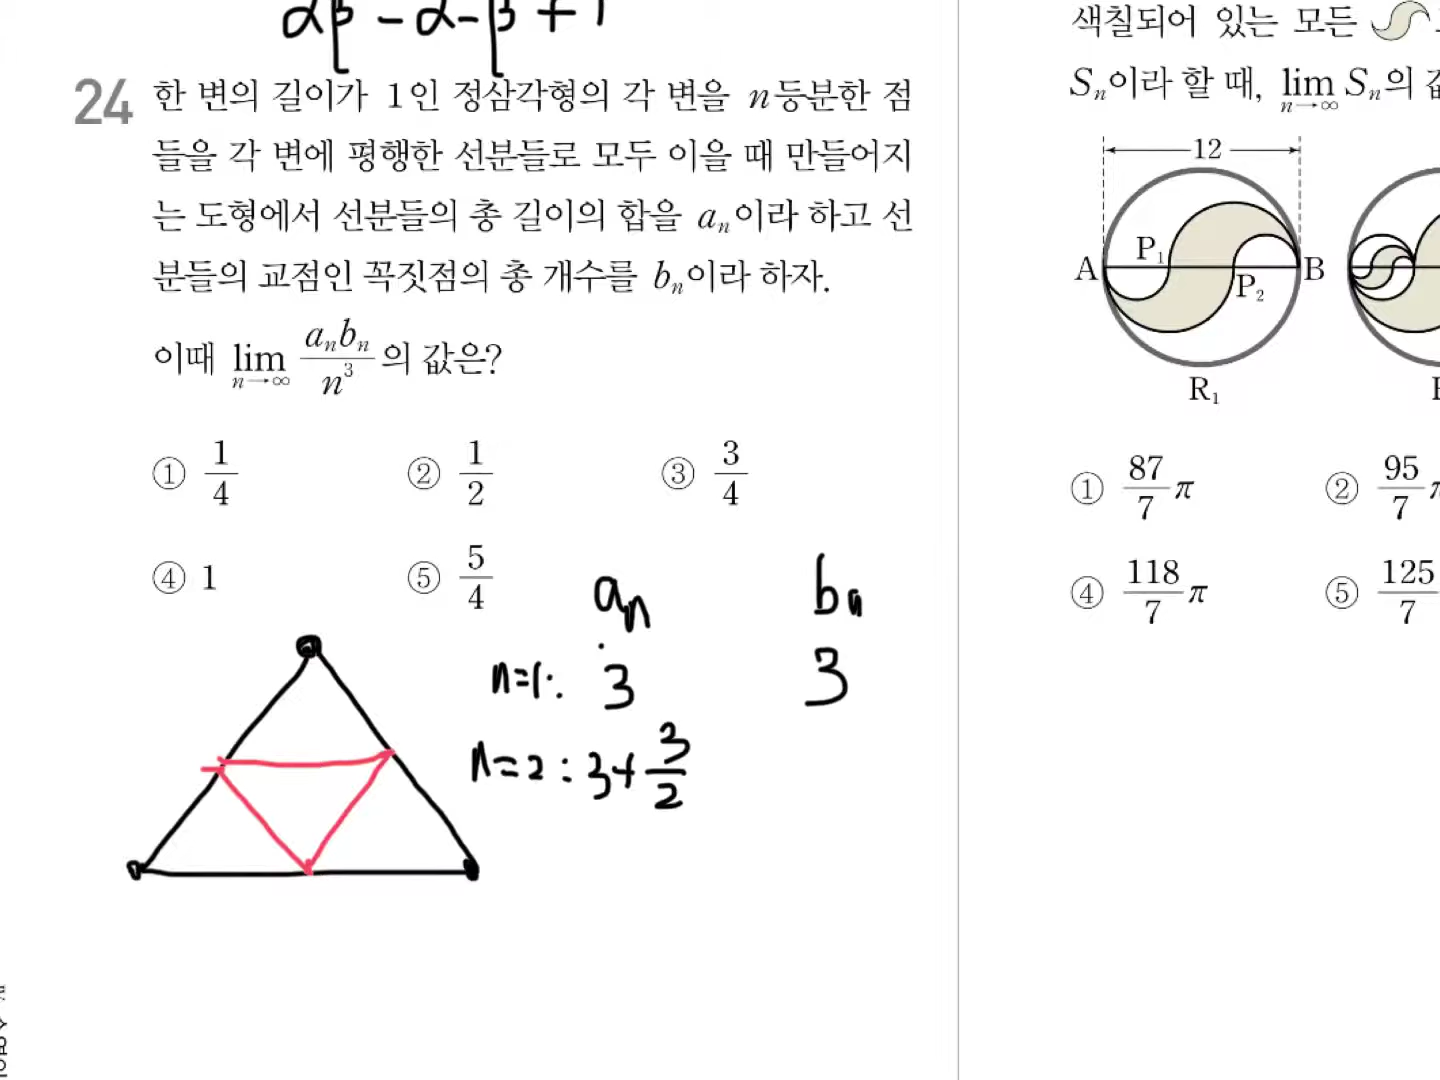 αβ - α - β + 1
24 한 변의 길이가 1인 정삼각형의 각 변을 n등분한 점
들을 각 변에 평행한 선분들로 모두 이을 때 만들어지
는 도형에서 선분들의 총 길이의 합을 aₙ이라 하고 선
분들의 교점인 꼭짓점의 총 개수를 bₙ이라 하자.
이때 lim n→∞ aₙbₙ/n³ 의 값은?
① 1/4 ② 1/2 ③ 3/4
④ 1 ⑤ 5/4
aₙ bₙ
n=1: 3 3
n=2: 3+3/2
색칠되어 있는 모든
Sₙ이라 할 때, lim n→∞ Sₙ의
12
A P₁ P₂ B
R₁
① 87/7 π ② 95/7
④ 118/7 π ⑤ 125/7